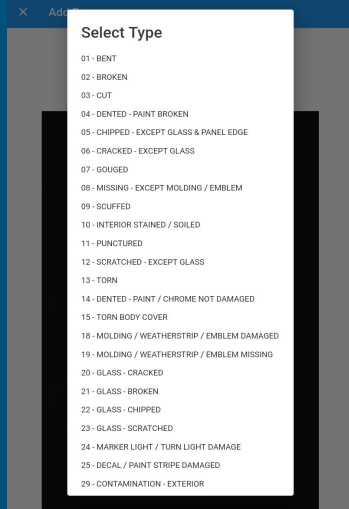 Add
Select Type
01 - BENT
02 - BROKEN
03 - CUT
04 - DENTED - PAINT BROKEN
05 - CHIPPED - EXCEPT GLASS & PANEL EDGE
06 - CRACKED - EXCEPT GLASS
07 - GOUGED
08 - MISSING - EXCEPT MOLDING / EMBLEM
09 - SCUFFED
10 - INTERIOR STAINED / SOILED
11 - PUNCTURED
12 - SCRATCHED - EXCEPT GLASS
13 - TORN
14 - DENTED - PAINT / CHROME NOT DAMAGED
15 - TORN BODY COVER
18 - MOLDING / WEATHERSTRIP / EMBLEM DAMAGED
19 - MOLDING / WEATHERSTRIP / EMBLEM MISSING
20 - GLASS - CRACKED
21 - GLASS - BROKEN
22 - GLASS - CHIPPED
23 - GLASS - SCRATCHED
24 - MARKER LIGHT / TURN LIGHT DAMAGE
25 - DECAL / PAINT STRIPE DAMAGED
29 - CONTAMINATION - EXTERIOR